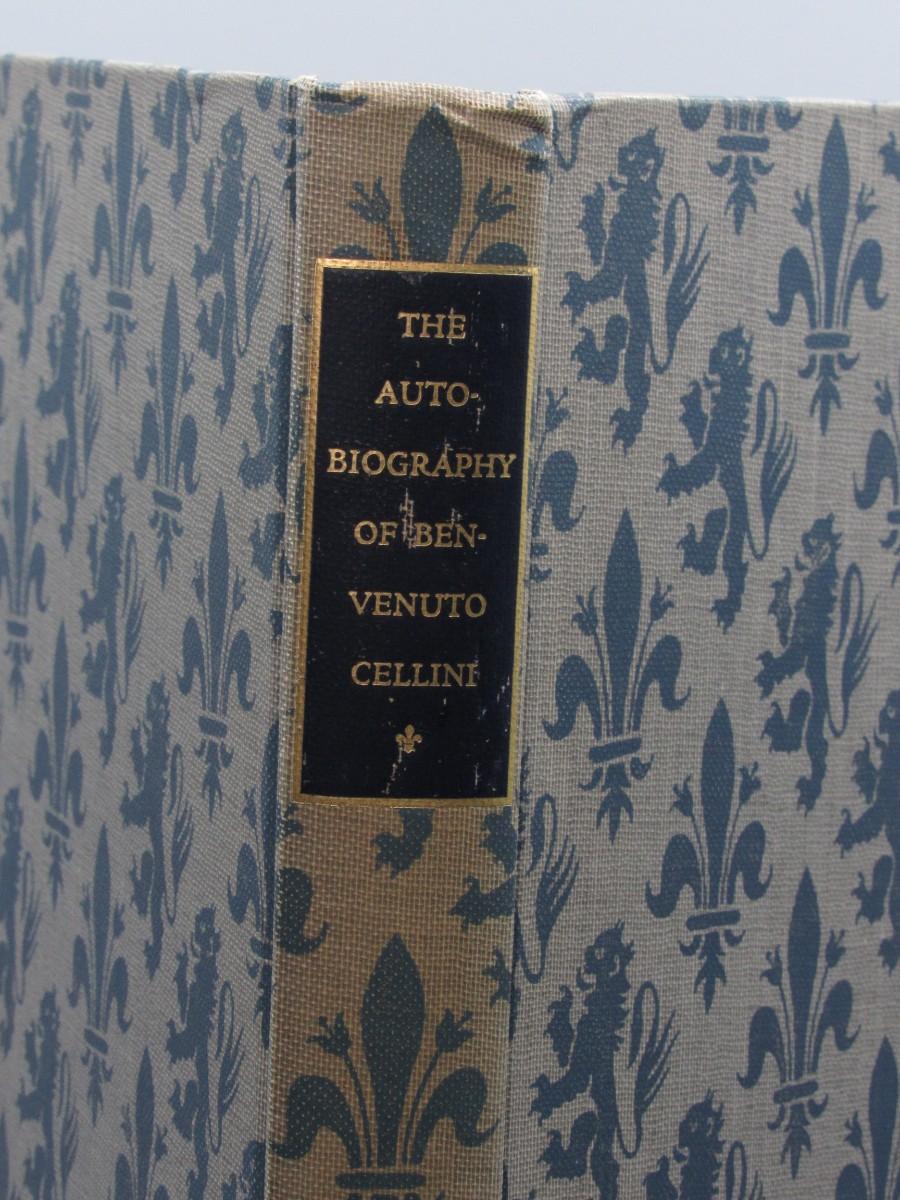 THE
AUTO-
BIOGRAPHY
OF BEN-
VENUTO
CELLINI